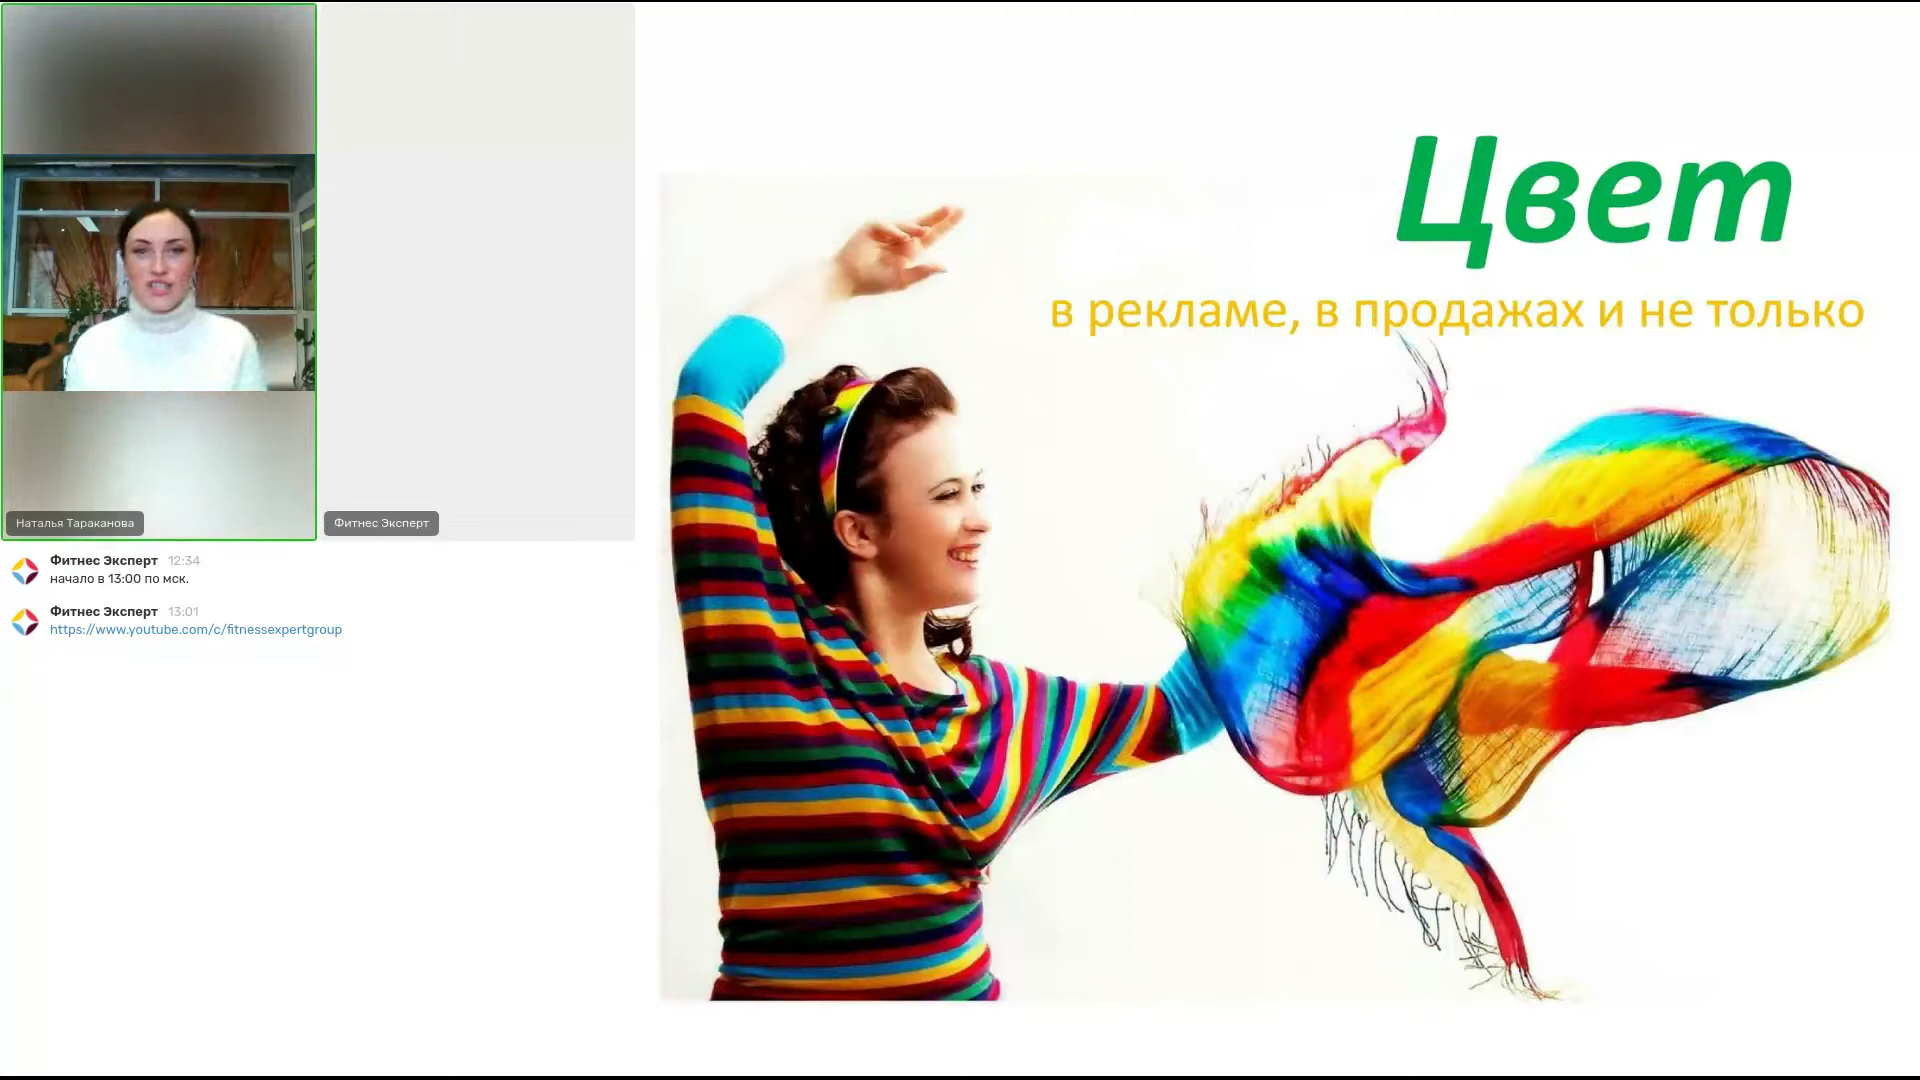 Цвет
в рекламе, в продажах и не только
Наталья Тараканова
Фитнес Эксперт
Фитнес Эксперт 12:34
начало в 13:00 по мск.
Фитнес Эксперт 13:01
https://www.youtube.com/c/fitnessexpertgroup